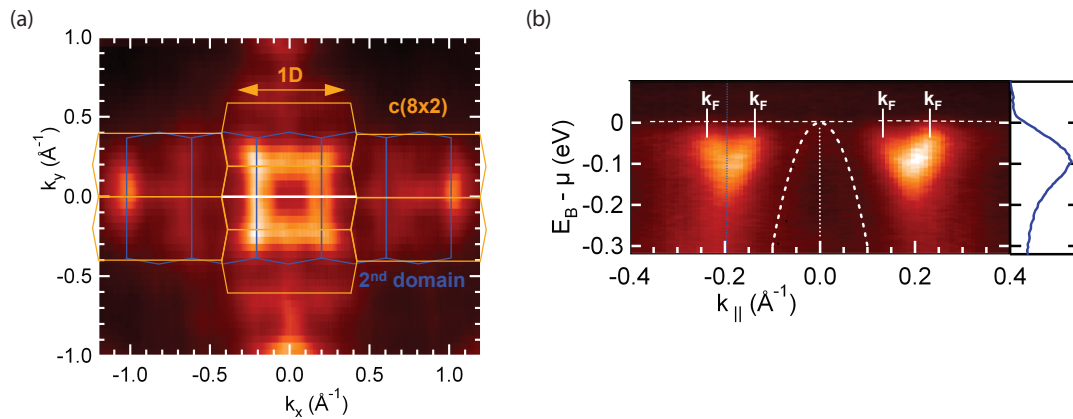 (a)
1.0
0.5
0.0
-0.5
-1.0
k_y (Å⁻¹)
1D
c(8x2)
2nd domain
-1.0
-0.5
0.0
0.5
1.0
k_x (Å⁻¹)
(b)
k_F k_F k_F k_F
0
-0.1
-0.2
-0.3
E_B - μ (eV)
-0.4
-0.2
0.0
0.2
0.4
k_|| (Å⁻¹)